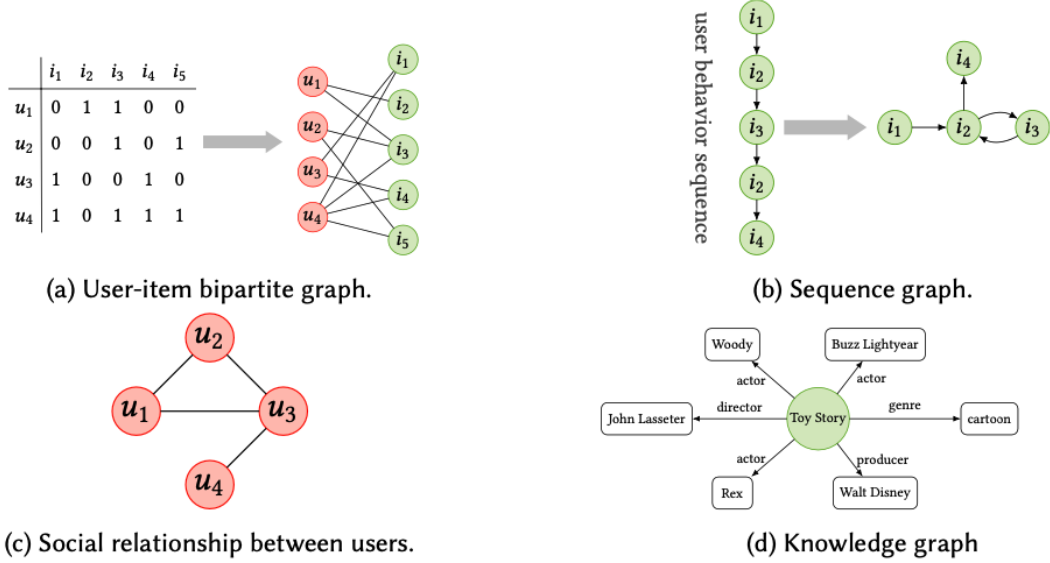 i1 i2 i3 i4 i5
u1 0 1 1 0 0
u2 0 0 1 0 1
u3 1 0 0 1 0
u4 1 0 1 1 1
u1
u2
u3
u4
i1
i2
i3
i4
i5
(a) User-item bipartite graph.
user behavior sequence
i1
i2
i3
i2
i4
i4
i1 i2 i3
(b) Sequence graph.
u2
u1 u3
u4
(c) Social relationship between users.
Woody Buzz Lightyear
actor actor
John Lasseter director Toy Story genre cartoon
actor producer
Rex Walt Disney
(d) Knowledge graph